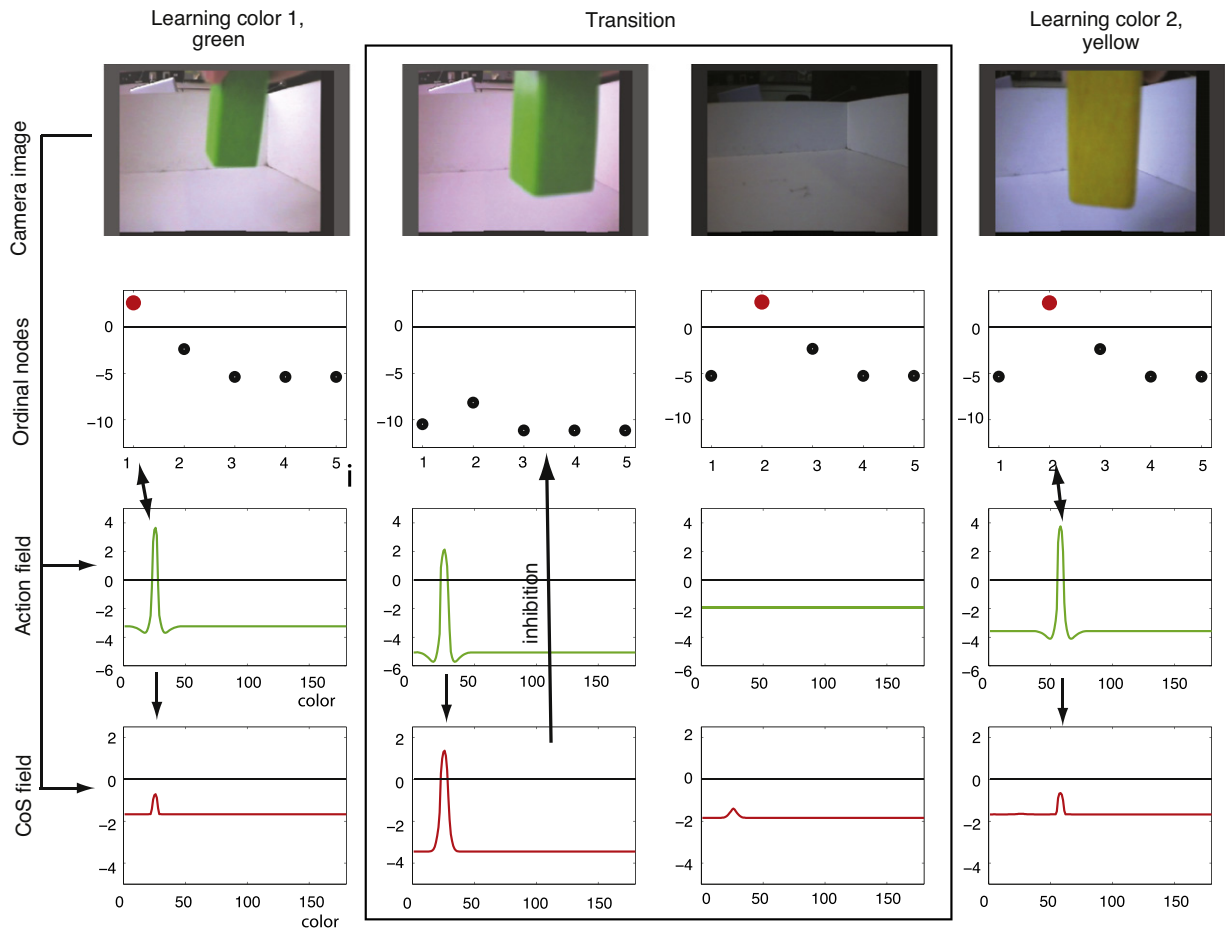 Learning color 1,
green
Transition
Learning color 2,
yellow
Camera image
Ordinal nodes
0
−5
−10
1 2 3 4 5
i
0
−5
−10
1 2 3 4 5
0
−5
−10
1 2 3 4 5
0
−5
−10
1 2 3 4 5
Action field
4
2
0
−2
−4
−6
0 50 100 150
color
4
2
0
−2
−4
−6
0 50 100 150
inhibition
4
2
0
−2
−4
−6
0 50 100 150
4
2
0
−2
−4
−6
0 50 100 150
CoS field
2
0
−2
−4
0 50 100 150
color
2
0
−2
−4
0 50 100 150
2
0
−2
−4
0 50 100 150
2
0
−2
−4
0 50 100 150